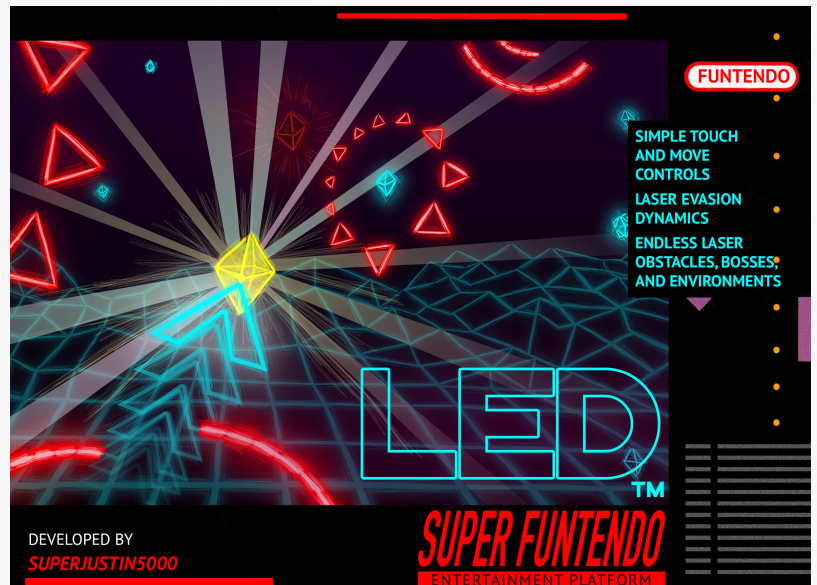 FUNTENDO
SIMPLE TOUCH
AND MOVE
CONTROLS
LASER EVASION
DYNAMICS
ENDLESS LASER
OBSTACLES, BOSSES,
AND ENVIRONMENTS
LED
TM
DEVELOPED BY
SUPERJUSTIN5000
SUPER FUNTENDO
ENTERTAINMENT PLATFORM